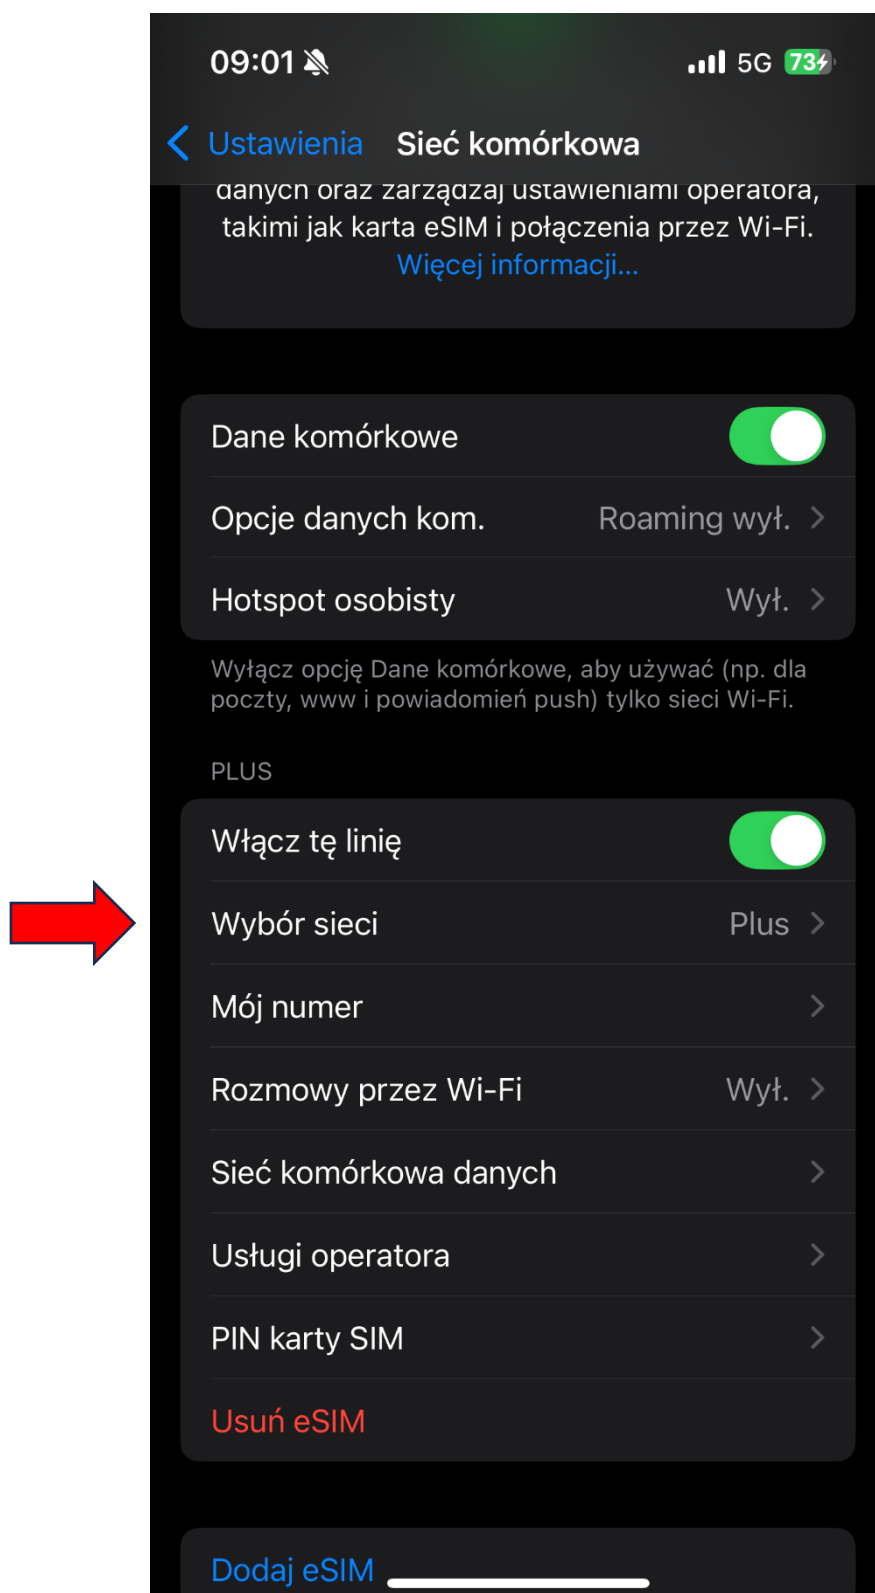 09:01
5G 73
Ustawienia Sieć komórkowa
danych oraz zarządzaj ustawieniami operatora,
takimi jak karta eSIM i połączenia przez Wi-Fi.
Więcej informacji...
Dane komórkowe
Opcje danych kom. Roaming wył.
Hotspot osobisty Wył.
Wyłącz opcję Dane komórkowe, aby używać (np. dla
poczty, www i powiadomień push) tylko sieci Wi-Fi.
PLUS
Włącz tę linię
Wybór sieci Plus
Mój numer
Rozmowy przez Wi-Fi Wył.
Sieć komórkowa danych
Usługi operatora
PIN karty SIM
Usuń eSIM
Dodaj eSIM